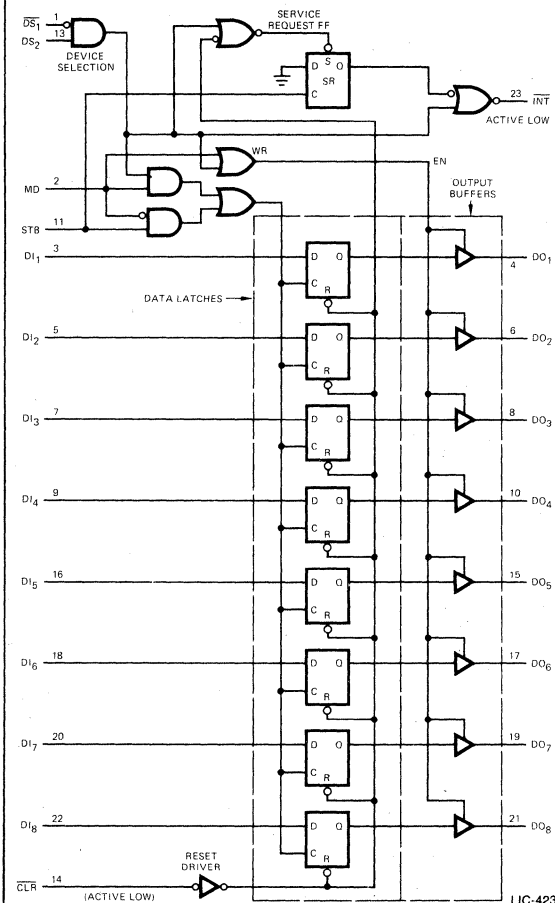 SERVICE
REQUEST FF
D̅S̅₁ 1
DS₂ 13
DEVICE
SELECTION
D S Q
SR
C
23 I̅N̅T̅
ACTIVE LOW
WR
EN
MD 2
OUTPUT
BUFFERS
STB 11
DI₁ 3
D Q
C R
4 DO₁
DATA LATCHES
DI₂ 5
D Q
C R
6 DO₂
DI₃ 7
D Q
C R
8 DO₃
DI₄ 9
D Q
C R
10 DO₄
DI₅ 16
D Q
C R
15 DO₅
DI₆ 18
D Q
C R
17 DO₆
DI₇ 20
D Q
C R
19 DO₇
DI₈ 22
D Q
C R
21 DO₈
RESET
DRIVER
C̅L̅R̅ 14
(ACTIVE LOW)
LIC-423